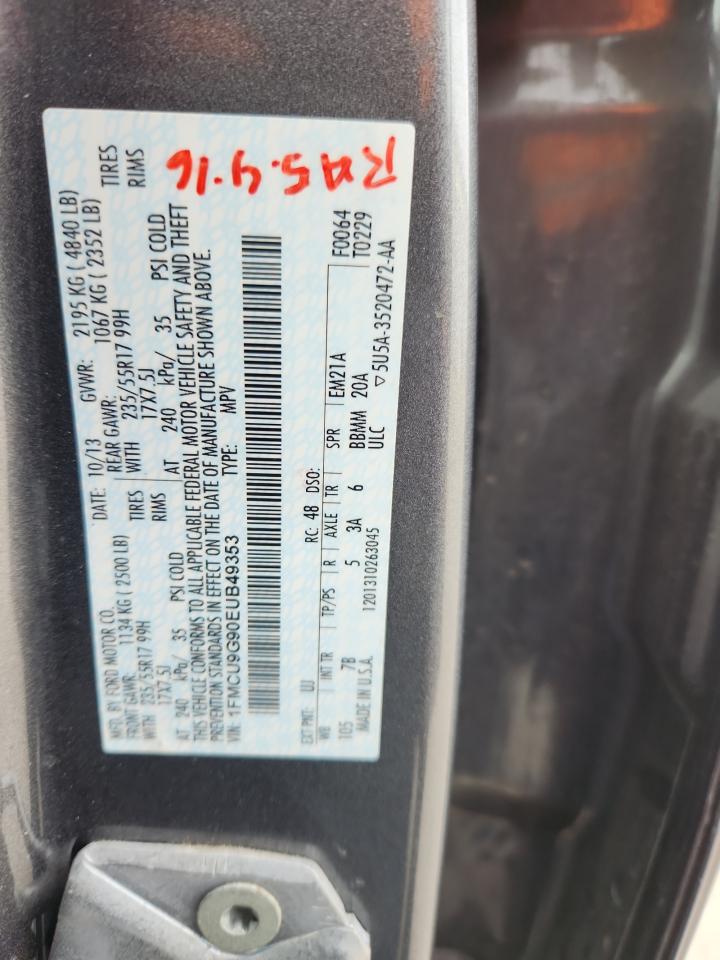 MFD. BY FORD MOTOR CO.
DATE: 10/13 GVWR: 2195 KG ( 4840 LB)
FRONT GAWR: 1134 KG ( 2500 LB) REAR GAWR: 1067 KG ( 2352 LB)
WITH 235/55R17 99H TIRES WITH 235/55R17 99H TIRES
17X7.5J RIMS 17X7.5J RIMS
AT 240 kPa/ 35 PSI COLD AT 240 kPa/ 35 PSI COLD
THIS VEHICLE CONFORMS TO ALL APPLICABLE FEDERAL MOTOR VEHICLE SAFETY AND THEFT
PREVENTION STANDARDS IN EFFECT ON THE DATE OF MANUFACTURE SHOWN ABOVE.
VIN: 1FMCU9G90EUB49353 TYPE: MPV
EXT PNT: UJ RC: 48 DSO: F0064
WB INT TR TP/PS R AXLE TR SPR EM21A T0229
105 7B 5 3A 6 BBMM 20A
MADE IN U.S.A. 1201310263045 ULC ▽5U5A-3520472-AA